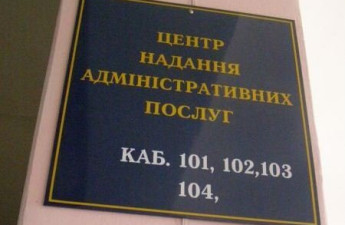 ЦЕНТР
НАДАННЯ
АДМІНІСТРАТИВНИХ
ПОСЛУГ
КАБ. 101, 102,103
104,